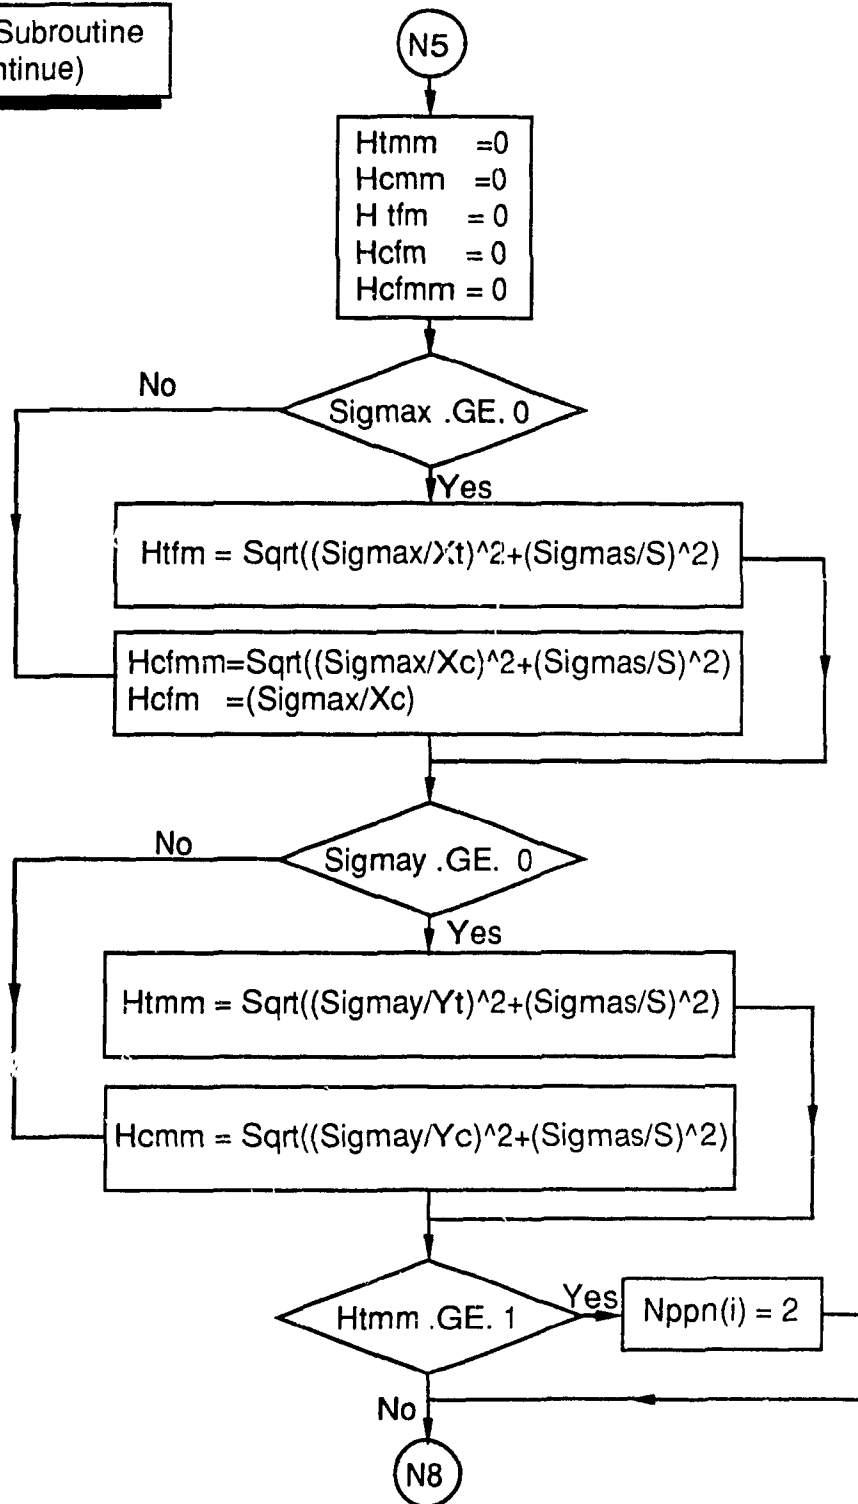 Subroutine
ntinue)
N5
Htmm =0
Hcmm =0
H tfm = 0
Hcfm = 0
Hcfmm = 0
No
Sigmax .GE. 0
Yes
Htfm = Sqrt((Sigmax/Xt)^2+(Sigmas/S)^2)
Hcfmm=Sqrt((Sigmax/Xc)^2+(Sigmas/S)^2)
Hcfm =(Sigmax/Xc)
No
Sigmay .GE. 0
Yes
Htmm = Sqrt((Sigmay/Yt)^2+(Sigmas/S)^2)
Hcmm = Sqrt((Sigmay/Yc)^2+(Sigmas/S)^2)
Htmm .GE. 1
Yes
Nppn(i) = 2
No
N8